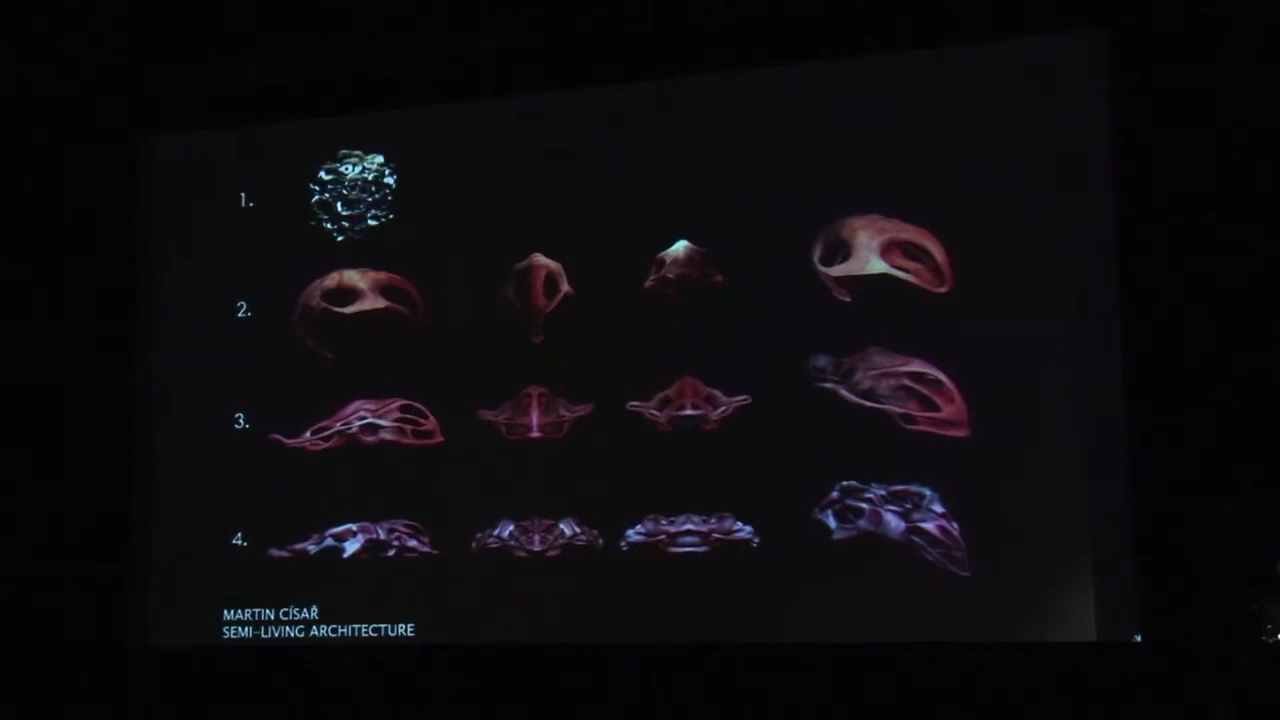 1.
2.
3.
4.
MARTIN CÍSAŘ
SEMI-LIVING ARCHITECTURE